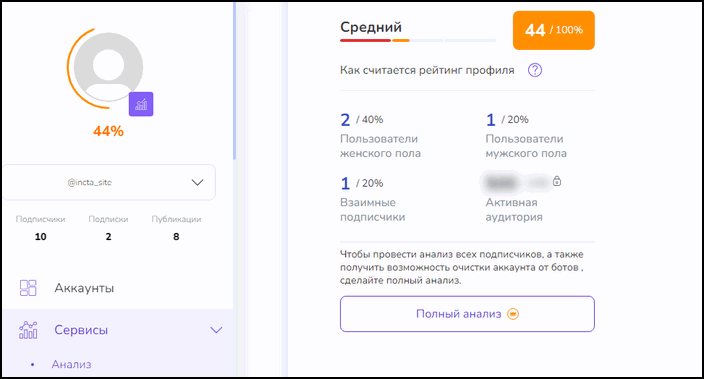 44%
@incta_site
Подписчики Подписки Публикации
10 2 8
Аккаунты
Сервисы
Анализ
Средний
44 / 100%
Как считается рейтинг профиля ?
2 / 40% 1 / 20%
Пользователи Пользователи
женского пола мужского пола
1 / 20%
Взаимные Активная
подписчики аудитория
Чтобы провести анализ всех подписчиков, а также
получить возможность очистки аккаунта от ботов ,
сделайте полный анализ.
Полный анализ